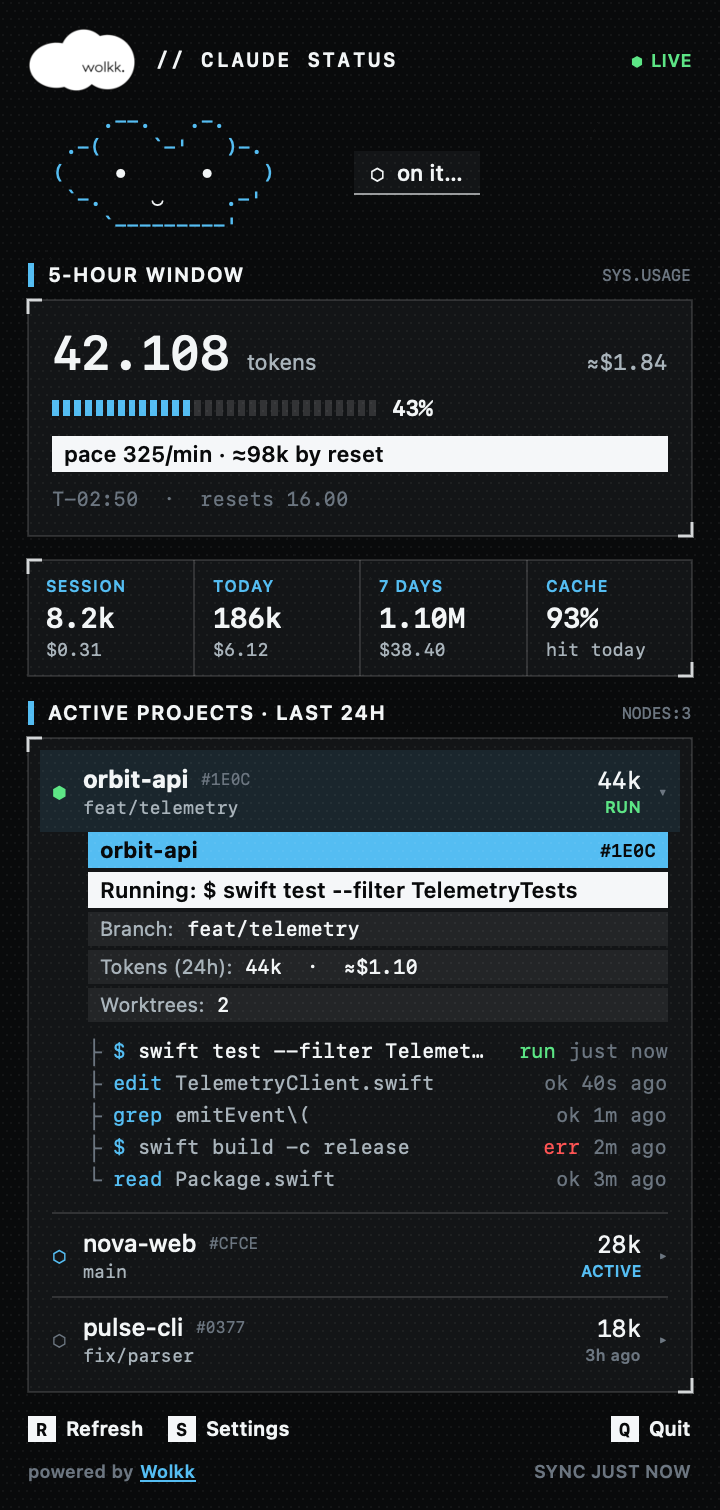 wolkk. // CLAUDE STATUS LIVE
on it…
5-HOUR WINDOW SYS.USAGE
42.108 tokens ≈$1.84
43%
pace 325/min · ≈98k by reset
T−02:50 · resets 16.00
SESSION TODAY 7 DAYS CACHE
8.2k 186k 1.10M 93%
$0.31 $6.12 $38.40 hit today
ACTIVE PROJECTS · LAST 24H NODES:3
orbit-api #1E0C 44k
feat/telemetry RUN
orbit-api #1E0C
Running: $ swift test --filter TelemetryTests
Branch: feat/telemetry
Tokens (24h): 44k · ≈$1.10
Worktrees: 2
├ $ swift test --filter Telemet… run just now
├ edit TelemetryClient.swift ok 40s ago
├ grep emitEvent\( ok 1m ago
├ $ swift build -c release err 2m ago
└ read Package.swift ok 3m ago
nova-web #CFCE 28k
main ACTIVE
pulse-cli #0377 18k
fix/parser 3h ago
R Refresh S Settings Q Quit
powered by Wolkk SYNC JUST NOW